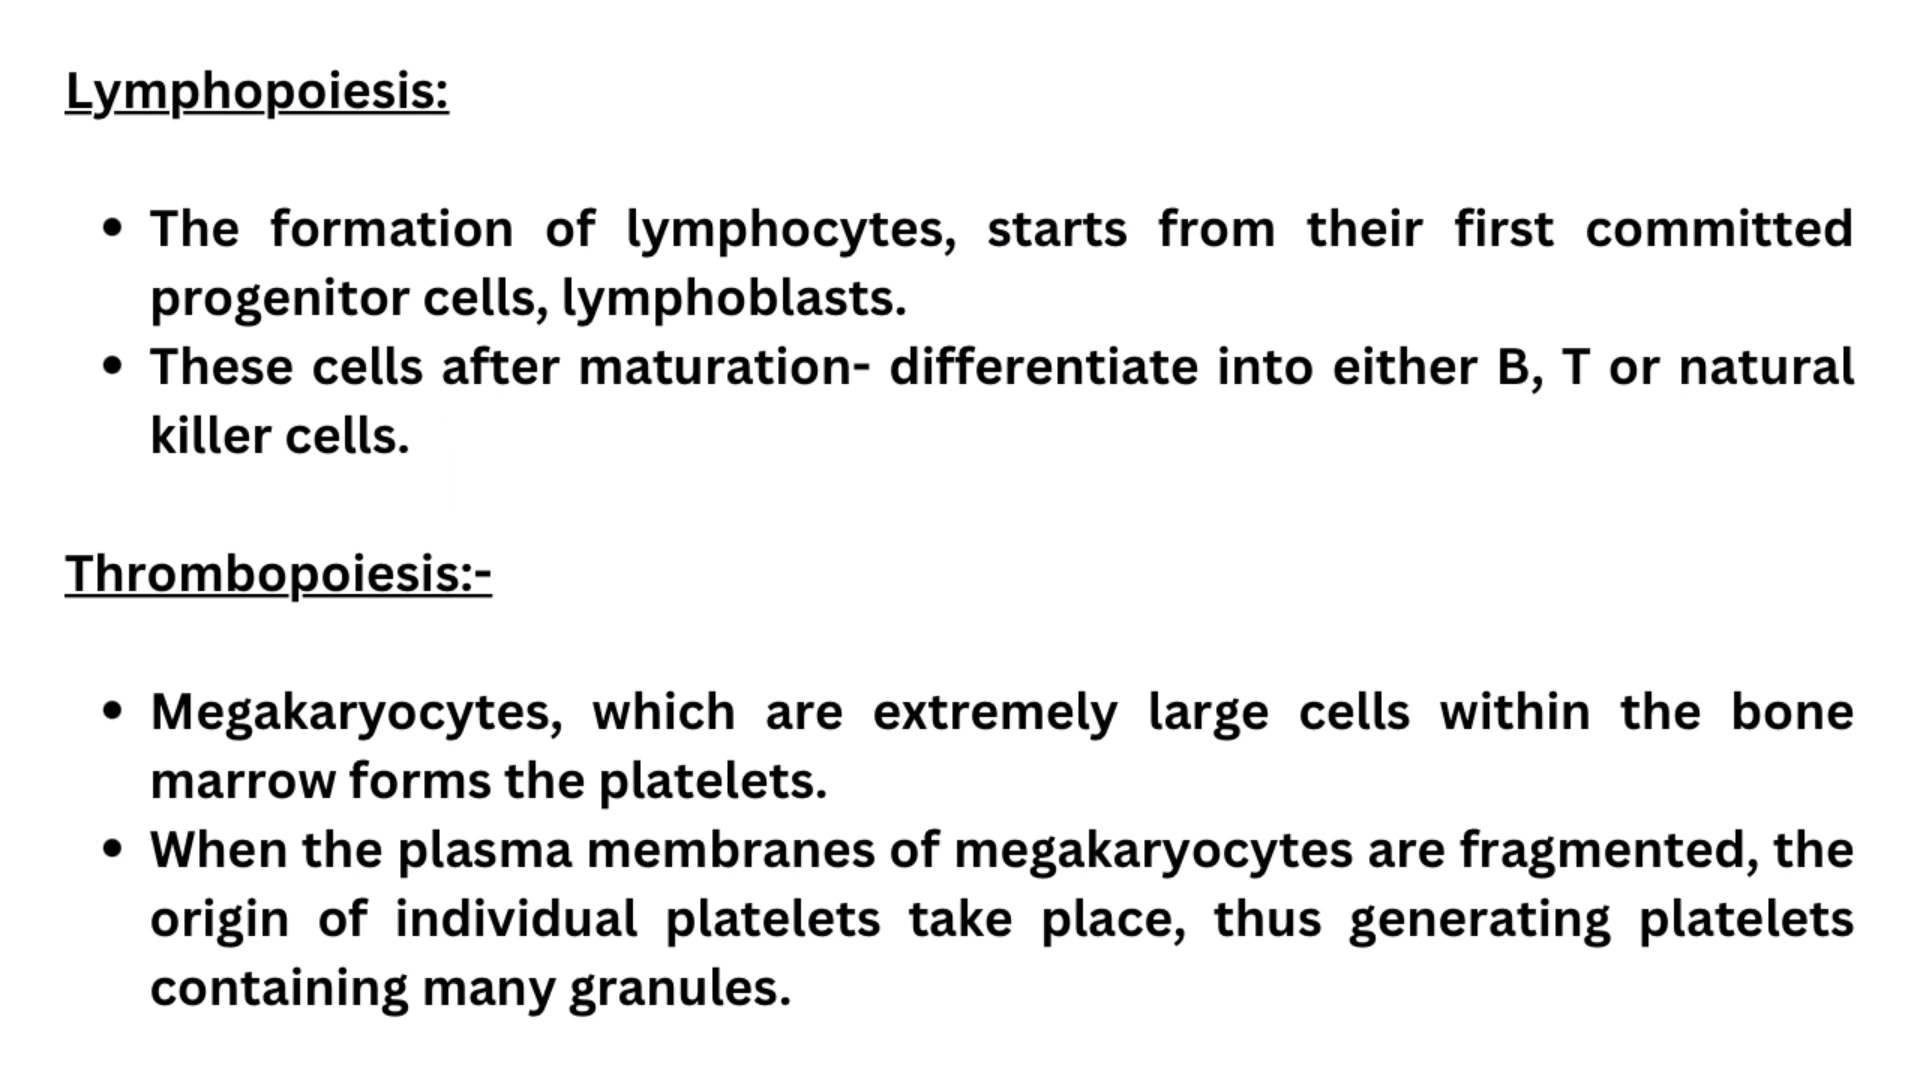 Lymphopoiesis:
• The formation of lymphocytes, starts from their first committed
progenitor cells, lymphoblasts.
• These cells after maturation- differentiate into either B, T or natural
killer cells.
Thrombopoiesis:-
• Megakaryocytes, which are extremely large cells within the bone
marrow forms the platelets.
• When the plasma membranes of megakaryocytes are fragmented, the
origin of individual platelets take place, thus generating platelets
containing many granules.